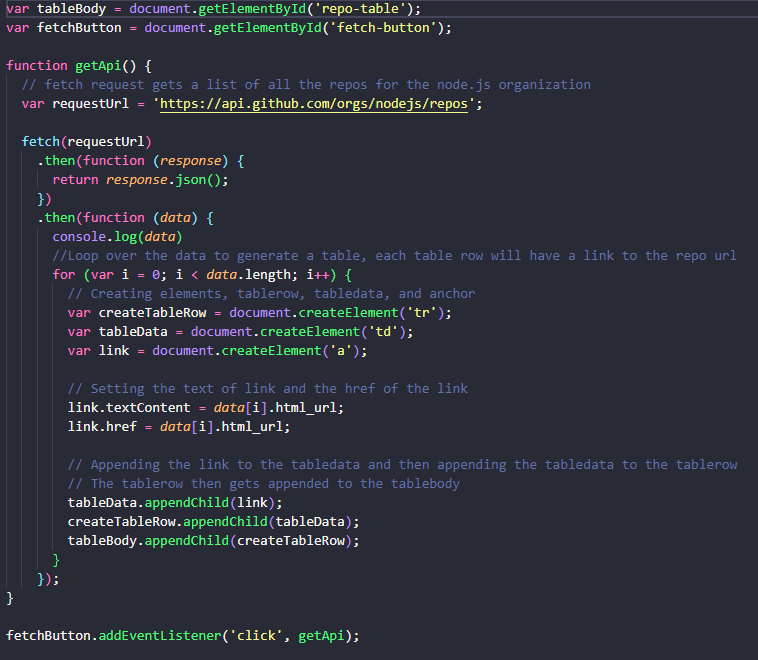 var tableBody = document.getElementById('repo-table');
var fetchButton = document.getElementById('fetch-button');

function getApi() {
  // fetch request gets a list of all the repos for the node.js organization
  var requestUrl = 'https://api.github.com/orgs/nodejs/repos';

  fetch(requestUrl)
    .then(function (response) {
      return response.json();
    })
    .then(function (data) {
      console.log(data)
      //Loop over the data to generate a table, each table row will have a link to the repo url
      for (var i = 0; i < data.length; i++) {
        // Creating elements, tablerow, tabledata, and anchor
        var createTableRow = document.createElement('tr');
        var tableData = document.createElement('td');
        var link = document.createElement('a');

        // Setting the text of link and the href of the link
        link.textContent = data[i].html_url;
        link.href = data[i].html_url;

        // Appending the link to the tabledata and then appending the tabledata to the tablerow
        // The tablerow then gets appended to the tablebody
        tableData.appendChild(link);
        createTableRow.appendChild(tableData);
        tableBody.appendChild(createTableRow);
      }
    });
}

fetchButton.addEventListener('click', getApi);